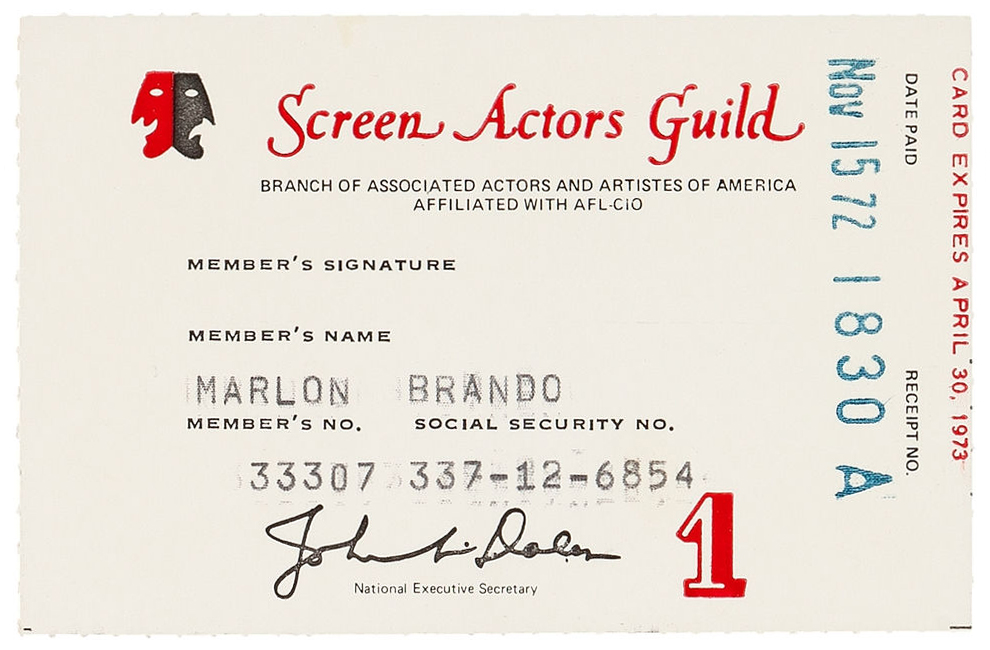 Screen Actors Guild
BRANCH OF ASSOCIATED ACTORS AND ARTISTES OF AMERICA
AFFILIATED WITH AFL-CIO
MEMBER'S SIGNATURE
MEMBER'S NAME
MARLON BRANDO
MEMBER'S NO. SOCIAL SECURITY NO.
33307 337-12-6854
John L. Dales
National Executive Secretary
1
Nov 15 72 1830 A
DATE PAID RECEIPT NO.
CARD EXPIRES APRIL 30, 1973